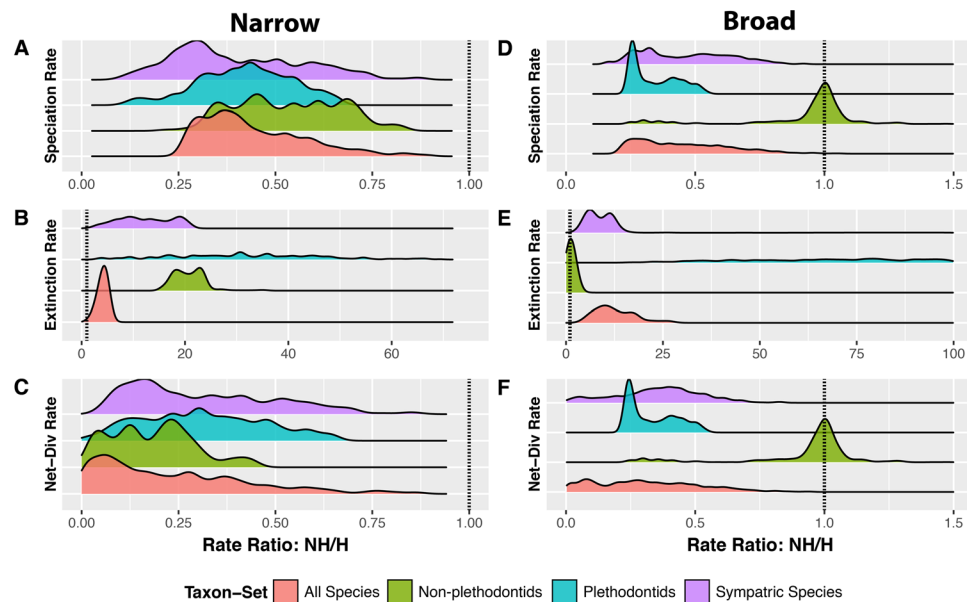 Narrow
Broad
A
Speciation Rate
0.00 0.25 0.50 0.75 1.00
D
Speciation Rate
0.0 0.5 1.0 1.5
B
Extinction Rate
0 20 40 60
E
Extinction Rate
0 25 50 75 100
C
Net–Div Rate
0.00 0.25 0.50 0.75 1.00
Rate Ratio: NH/H
F
Net–Div Rate
0.0 0.5 1.0 1.5
Rate Ratio: NH/H
Taxon–Set All Species Non-plethodontids Plethodontids Sympatric Species